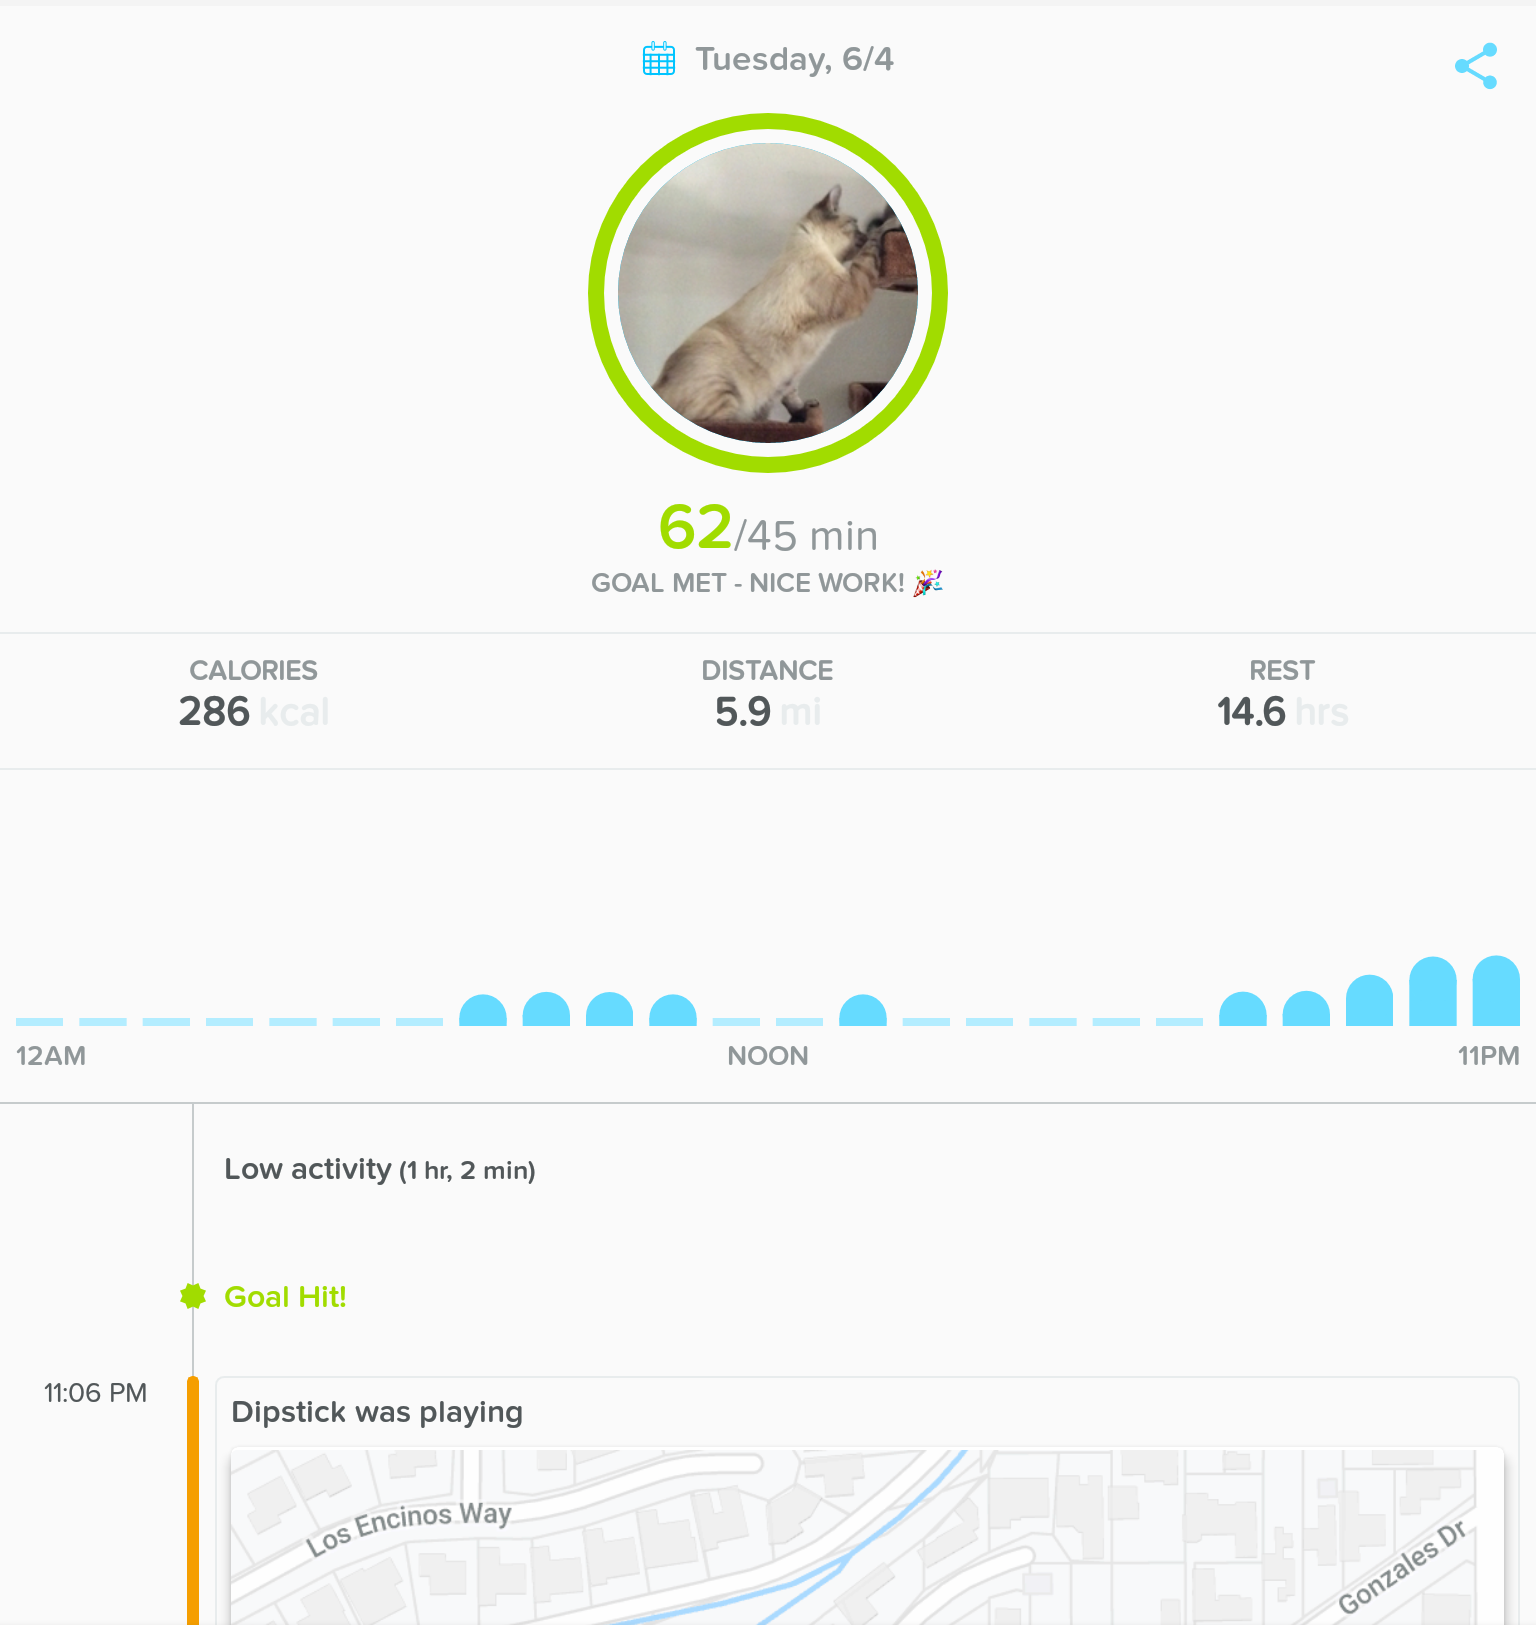 Tuesday, 6/4
62/45 min
GOAL MET - NICE WORK! 🎉
CALORIES DISTANCE REST
286 kcal 5.9 mi 14.6 hrs
12AM NOON 11PM
Low activity (1 hr, 2 min)
Goal Hit!
11:06 PM
Dipstick was playing
Los Encinos Way
Gonzales Dr